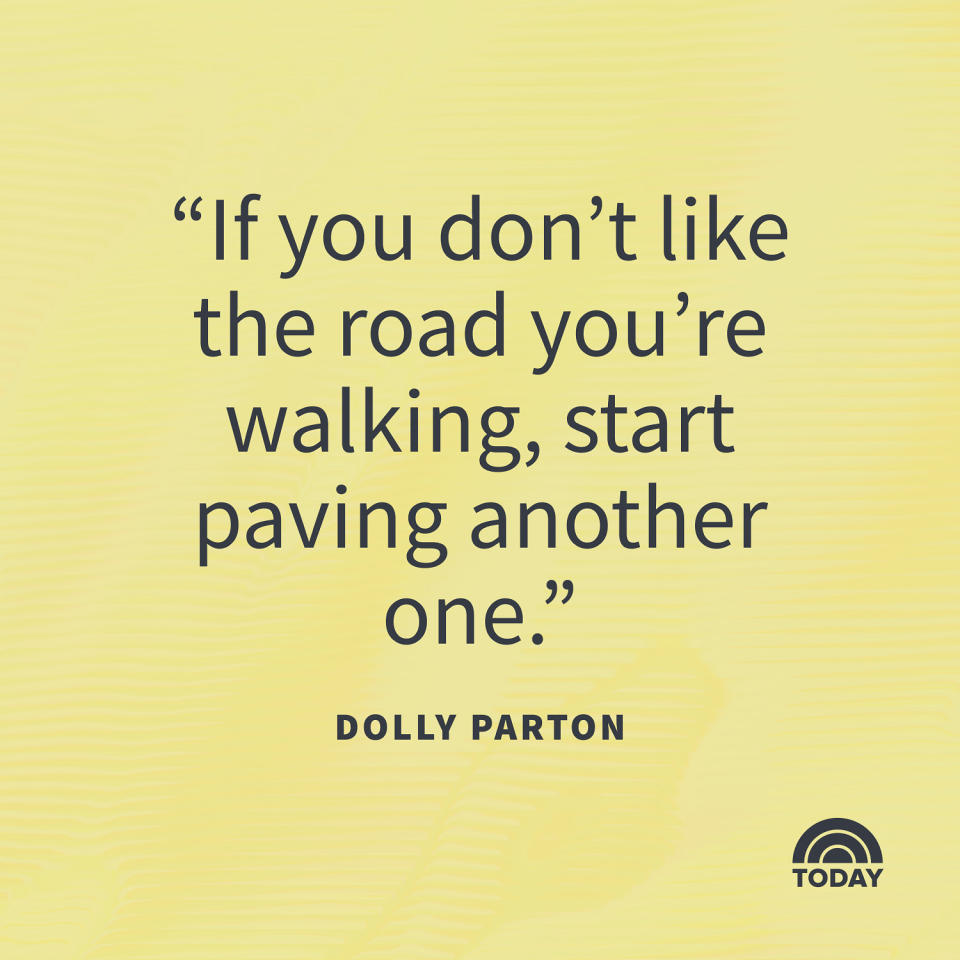 “If you don’t like
the road you’re
walking, start
paving another
one.”
DOLLY PARTON
TODAY